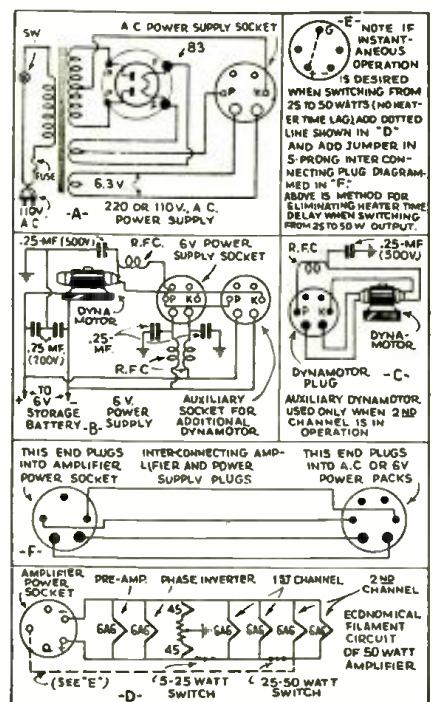 A C POWER SUPPLY SOCKET
SW
83
P K
FUSE
110V.
A C
6.3 V
-A-
220 OR 110 V., A C.
POWER SUPPLY
-E-
G
NOTE IF
INSTANT-
ANEOUS
OPERATION
IS DESIRED
WHEN SWITCHING FROM
25 TO 50 WATTS (NO HEAT-
ER TIME LAG) ADD DOTTED
LINE SHOWN IN "D"
AND ADD JUMPER IN
5-PRONG INTER CON-
NECTING PLUG DIAGRAM-
MED IN "F."
ABOVE IS METHOD FOR
ELIMINATING HEATER TIME
DELAY WHEN SWITCHING
FROM 25 TO 50 W OUTPUT.
.25-MF (500V.)
R.F.C.
6V POWER
SUPPLY SOCKET
P K
P K
DYNA-
MOTOR
.25 MF
(200V.)
.25-
MF
R.F.C.
+ TO -
6V
STORAGE
BATTERY
-B-
6 V.
POWER
SUPPLY
AUXILIARY
SOCKET FOR
ADDITIONAL
DYNAMOTOR
R.F.C.
.25-MF
(500V.)
P K
DYNA-
MOTOR
DYNAMOTOR
PLUG
-C-
AUXILIARY DYNAMOTOR
USED ONLY WHEN 2ND
CHANNEL IS IN
OPERATION
THIS END PLUGS
INTO AMPLIFIER
POWER SOCKET
INTERCONNECTING AMP-
LIFIER AND POWER
SUPPLY PLUGS
THIS END PLUGS
INTO A.C OR 6V
POWER PACKS
-F-
AMPLIFIER
POWER
SOCKET
PRE-AMP. PHASE INVERTER 1ST CHANNEL 2ND
CHANNEL
45
6A6 6A6 6A6 6A6 6A6 6A6
45
ECONOMICAL
FILAMENT
CIRCUIT
OF 50 WATT
AMPLIFIER
(SEE "E")
-D-
5-25 WATT
SWITCH
25-50 WATT
SWITCH